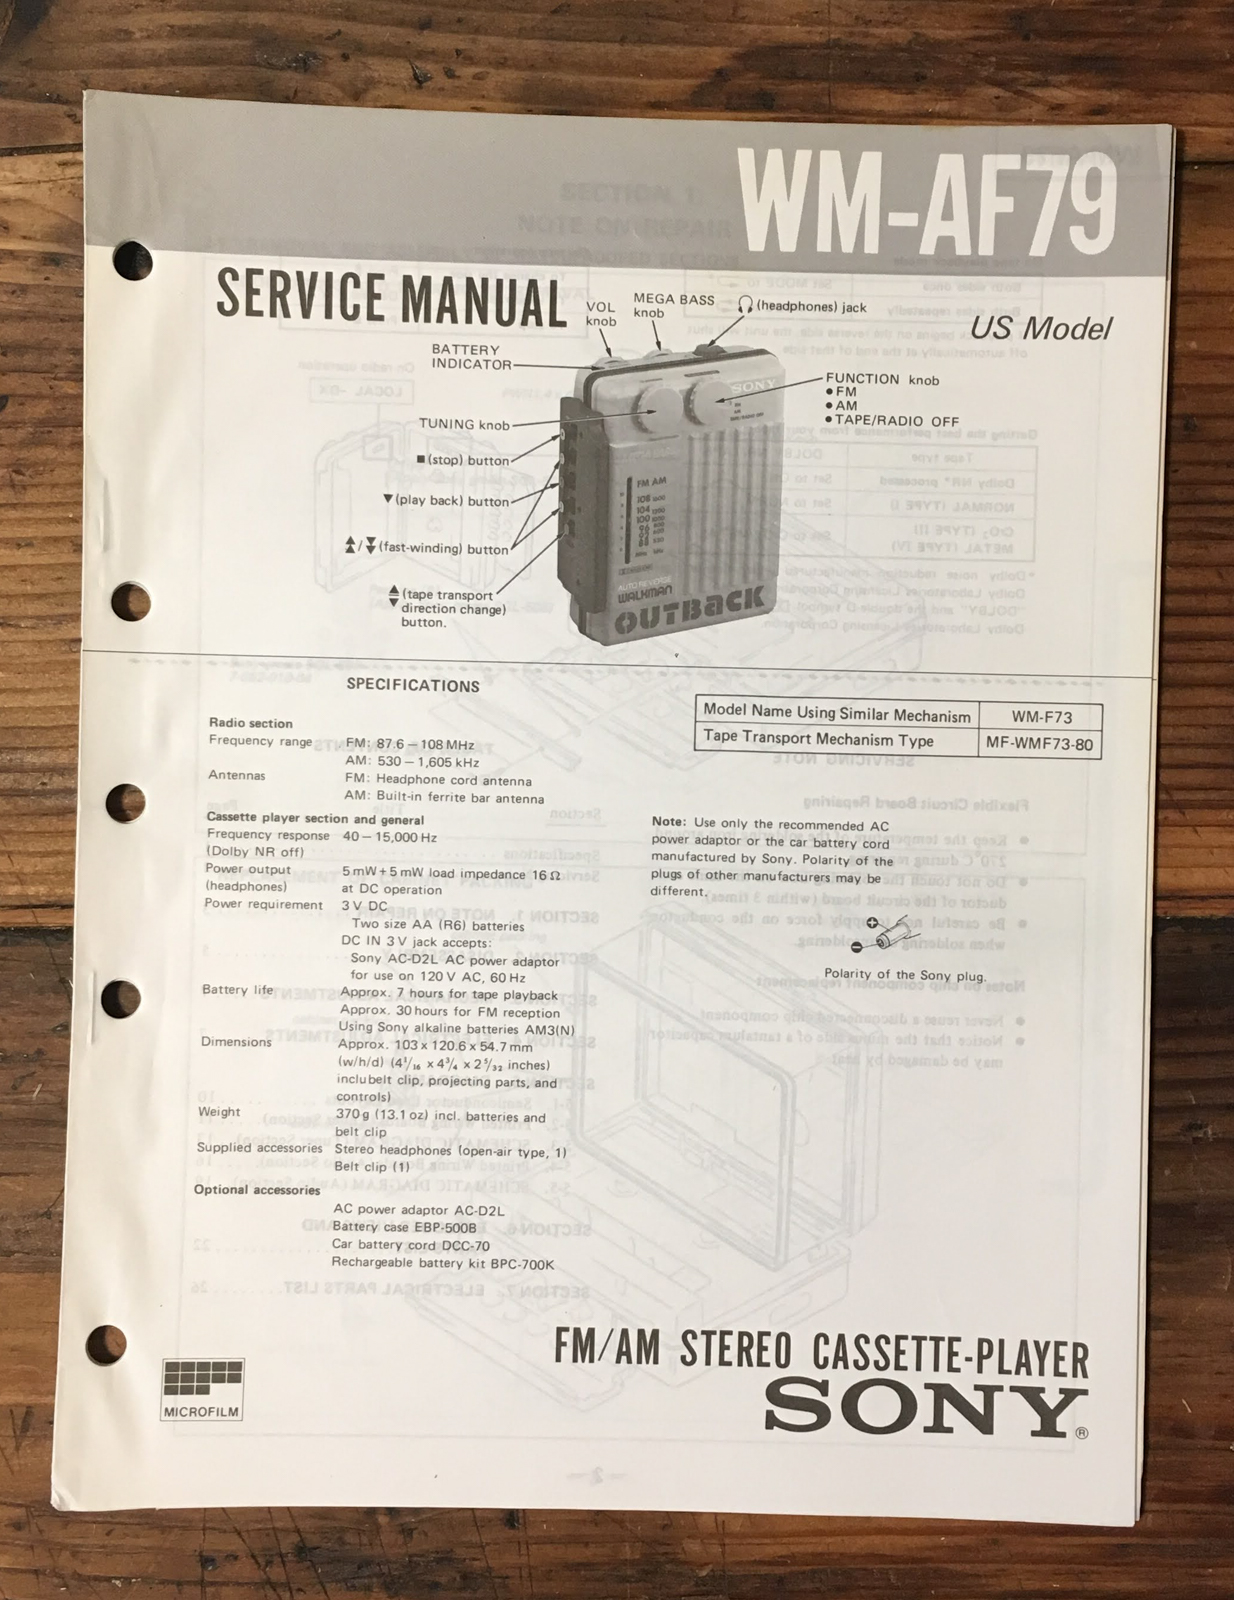 WM-AF79
SERVICE MANUAL
US Model
VOL
knob
MEGA BASS
knob
(headphones) jack
BATTERY
INDICATOR
FUNCTION knob
● FM
● AM
● TAPE/RADIO OFF
TUNING knob
■ (stop) button
▼ (play back) button
/ (fast-winding) button
(tape transport
direction change)
button.
SONY
FM AM
108
104
100
AUTO REVERSE
WALKMAN
OUTBACK
SPECIFICATIONS
Radio section
Frequency range FM: 87.6 – 108 MHz
AM: 530 – 1,605 kHz
Antennas FM: Headphone cord antenna
AM: Built-in ferrite bar antenna
Cassette player section and general
Frequency response 40 – 15,000 Hz
(Dolby NR off)
Power output 5 mW + 5 mW load impedance 16 Ω
(headphones) at DC operation
Power requirement 3 V DC
Two size AA (R6) batteries
DC IN 3 V jack accepts:
Sony AC-D2L AC power adaptor
for use on 120 V AC, 60 Hz
Battery life Approx. 7 hours for tape playback
Approx. 30 hours for FM reception
Using Sony alkaline batteries AM3(N)
Dimensions Approx. 103 x 120.6 x 54.7 mm
(w/h/d) (4 1/16 x 4 3/4 x 2 5/32 inches)
inclubelt clip, projecting parts, and
controls)
Weight 370 g (13.1 oz) incl. batteries and
belt clip
Supplied accessories Stereo headphones (open-air type, 1)
Belt clip (1)
Optional accessories
AC power adaptor AC-D2L
Battery case EBP-500B
Car battery cord DCC-70
Rechargeable battery kit BPC-700K
Model Name Using Similar Mechanism WM-F73
Tape Transport Mechanism Type MF-WMF73-80
Note: Use only the recommended AC
power adaptor or the car battery cord
manufactured by Sony. Polarity of the
plugs of other manufacturers may be
different.
Polarity of the Sony plug.
MICROFILM
FM/AM STEREO CASSETTE-PLAYER
SONY®